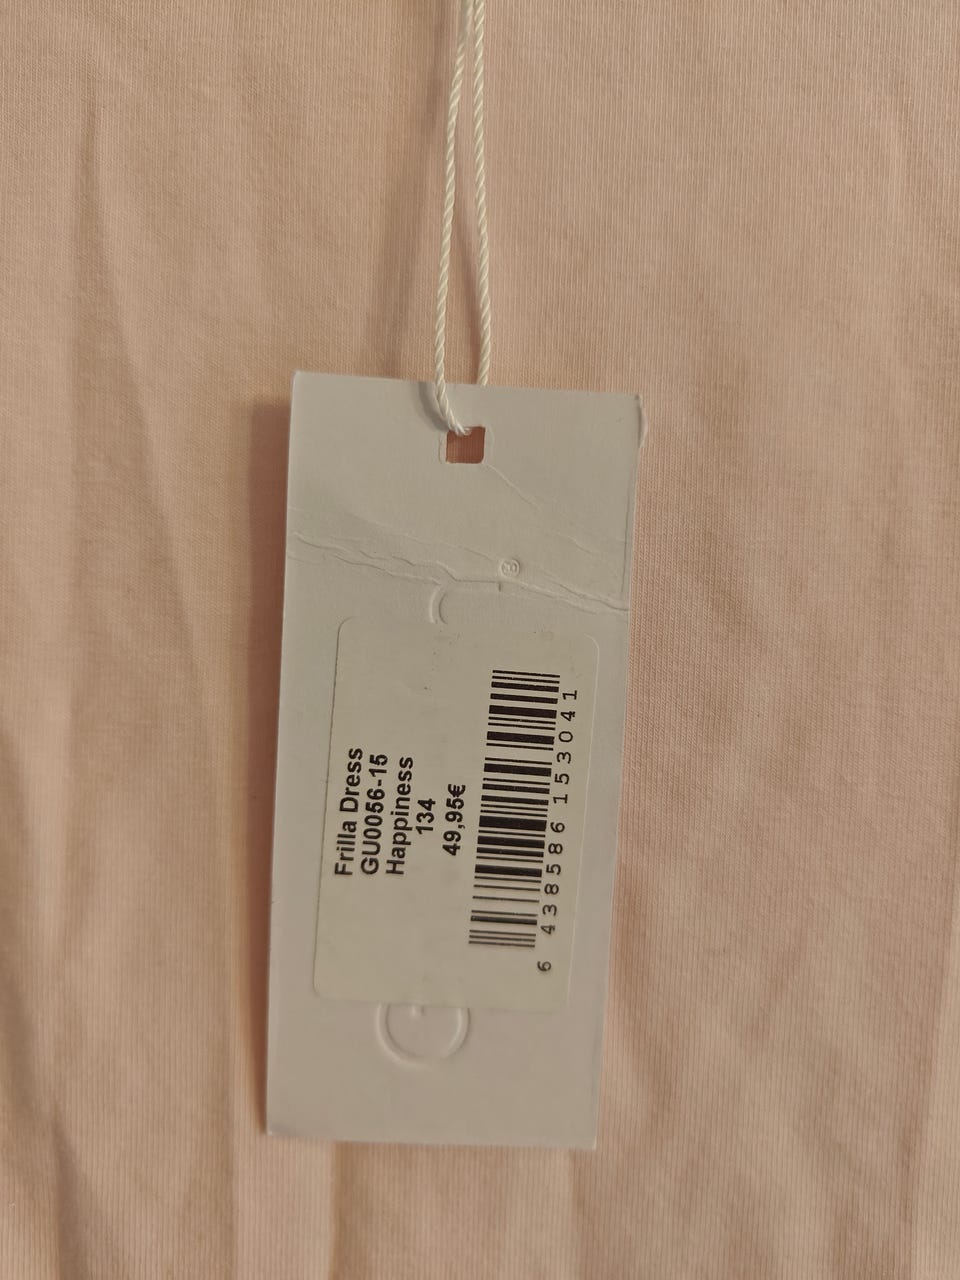 Frilla Dress
GU0056-15
Happiness
134
49,95€
6 438586 153041
®